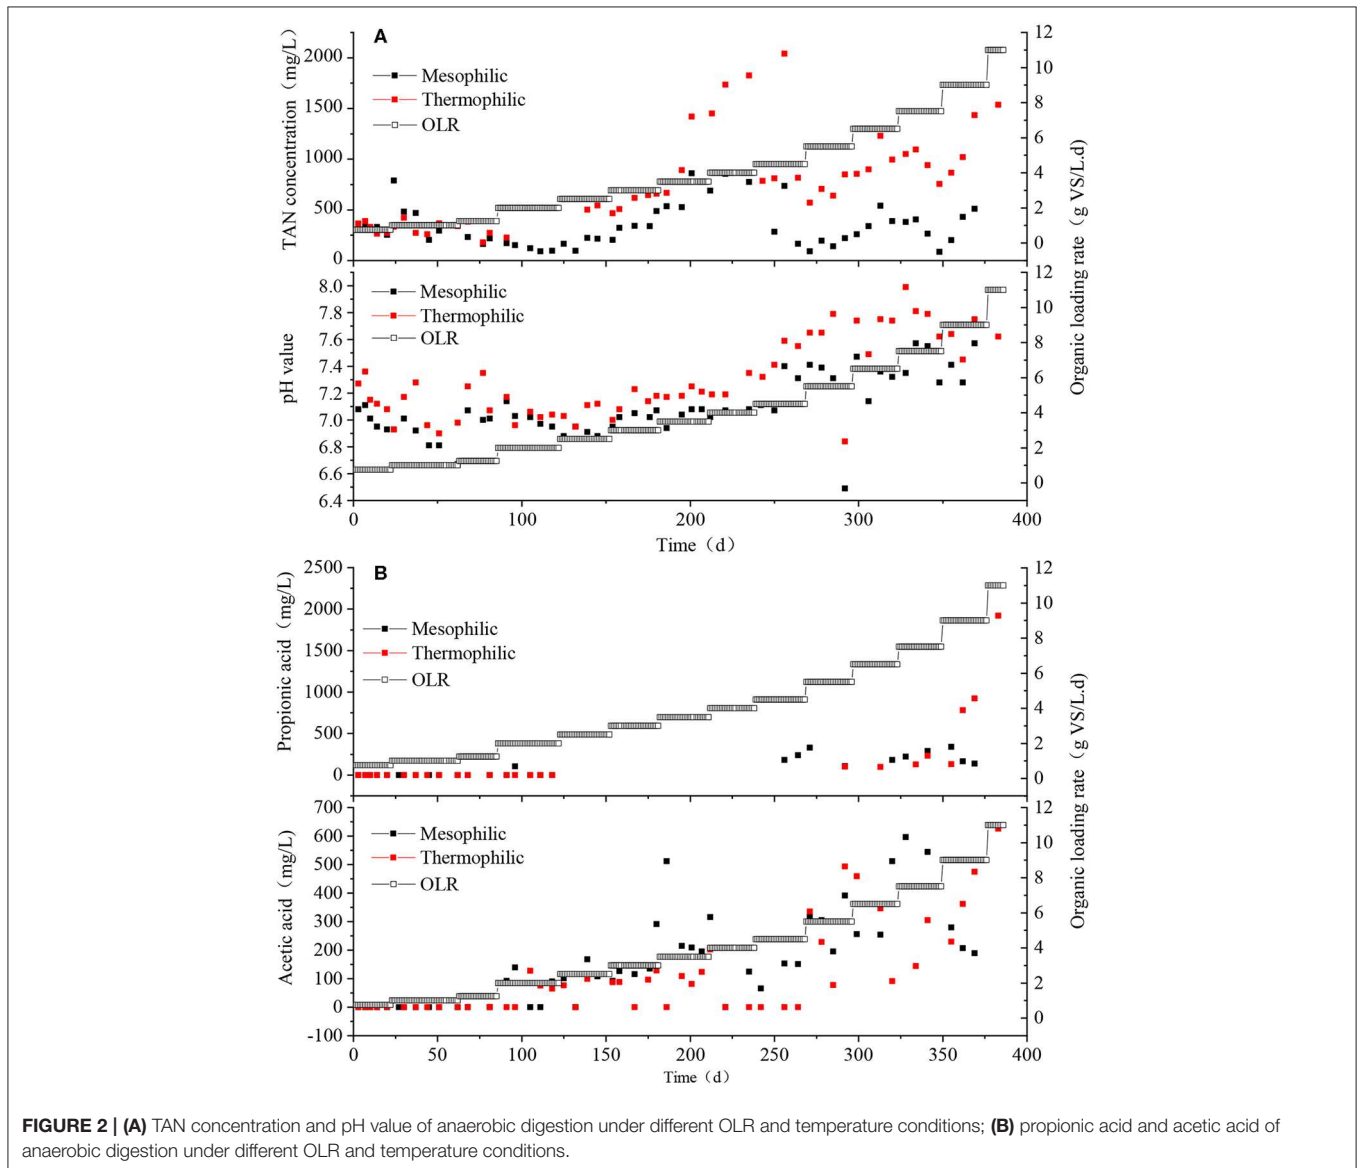 A
2000
1500
1000
500
0
TAN concentration (mg/L)
Mesophilic
Thermophilic
OLR
12
10
8
6
4
2
0
8.0
7.8
7.6
7.4
7.2
7.0
6.8
6.6
6.4
pH value
Mesophilic
Thermophilic
OLR
12
10
8
6
4
2
0
Organic loading rate (g VS/L.d)
0
100
200
300
400
Time (d)
B
2500
2000
1500
1000
500
0
Propionic acid (mg/L)
Mesophilic
Thermophilic
OLR
12
10
8
6
4
2
0
700
600
500
400
300
200
100
0
-100
Acetic acid (mg/L)
Mesophilic
Thermophilic
OLR
12
10
8
6
4
2
0
Organic loading rate (g VS/L.d)
0
50
100
150
200
250
300
350
400
Time (d)
FIGURE 2 | (A) TAN concentration and pH value of anaerobic digestion under different OLR and temperature conditions; (B) propionic acid and acetic acid of
anaerobic digestion under different OLR and temperature conditions.